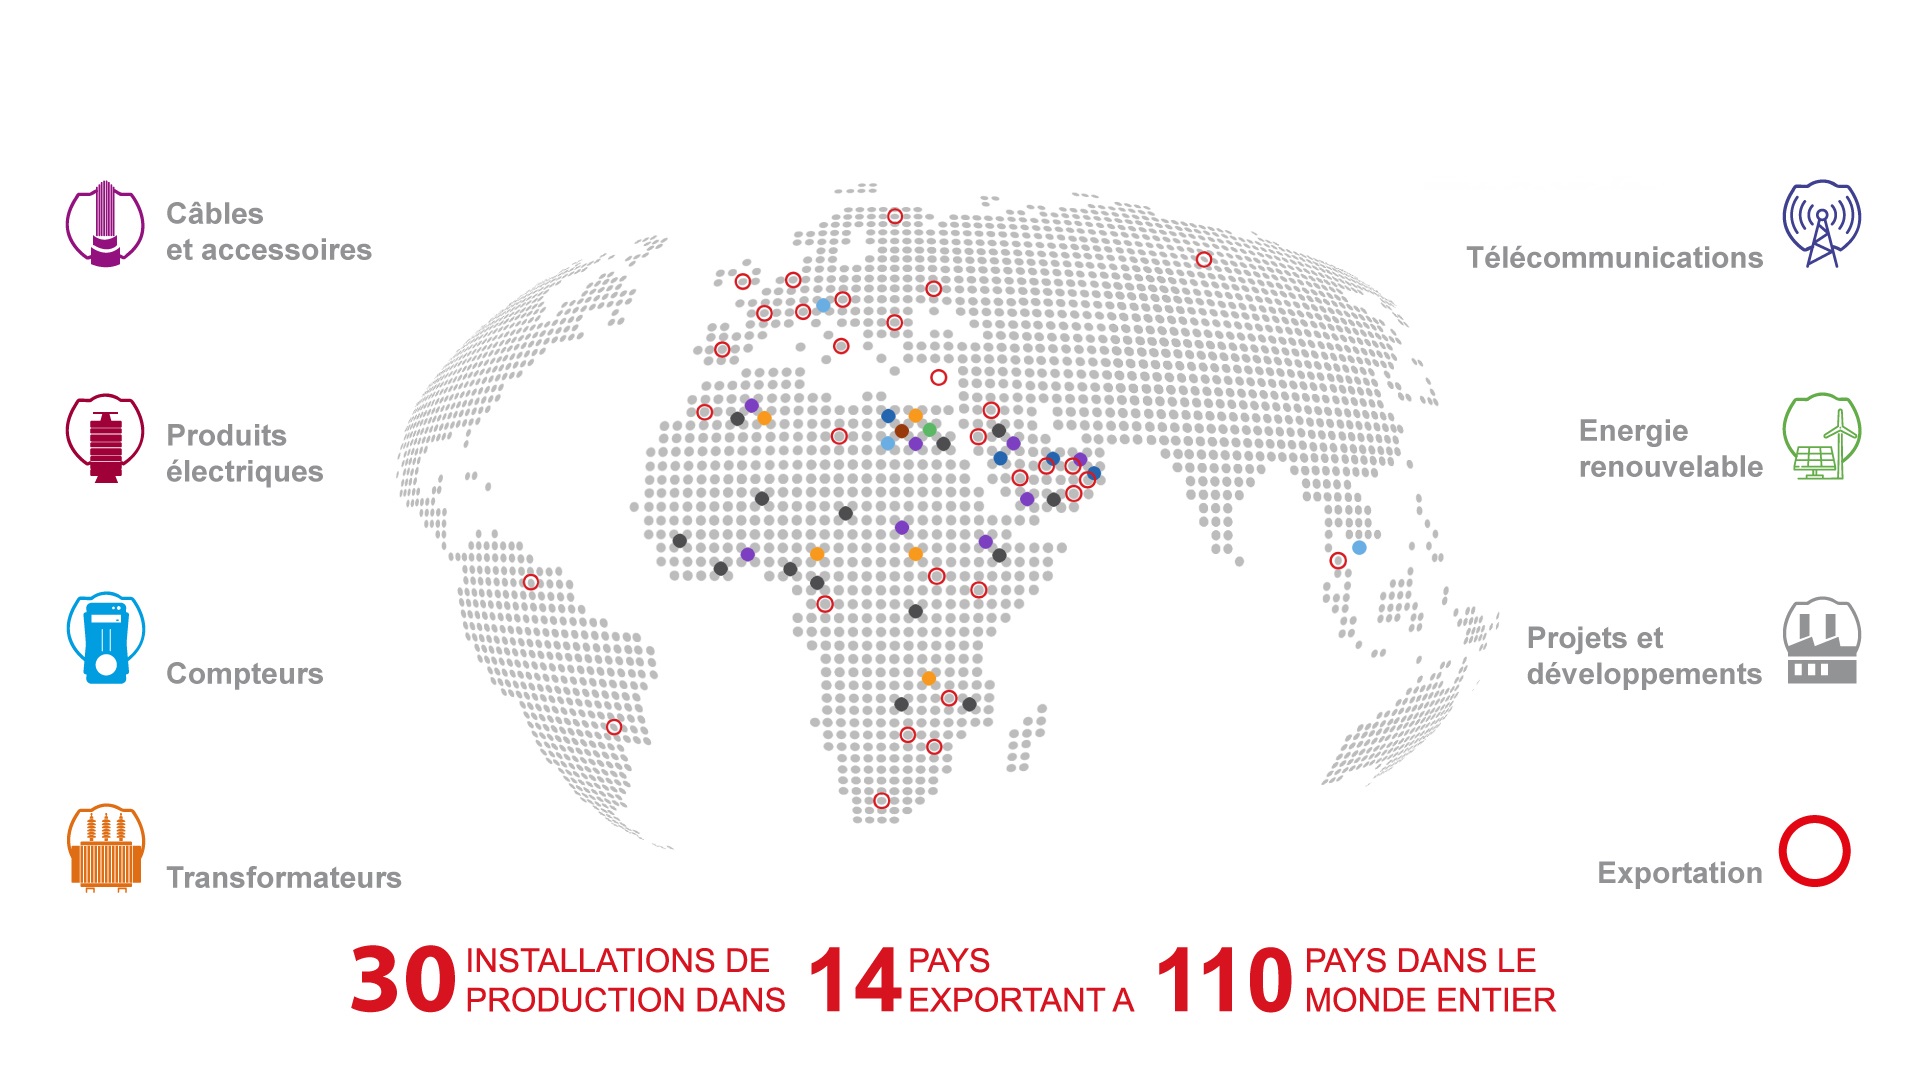 Câbles
et accessoires
Produits
électriques
Compteurs
Transformateurs
Télécommunications
Energie
renouvelable
Projets et
développements
Exportation
30 INSTALLATIONS DE
PRODUCTION DANS
14 PAYS
EXPORTANT A
110 PAYS DANS LE
MONDE ENTIER